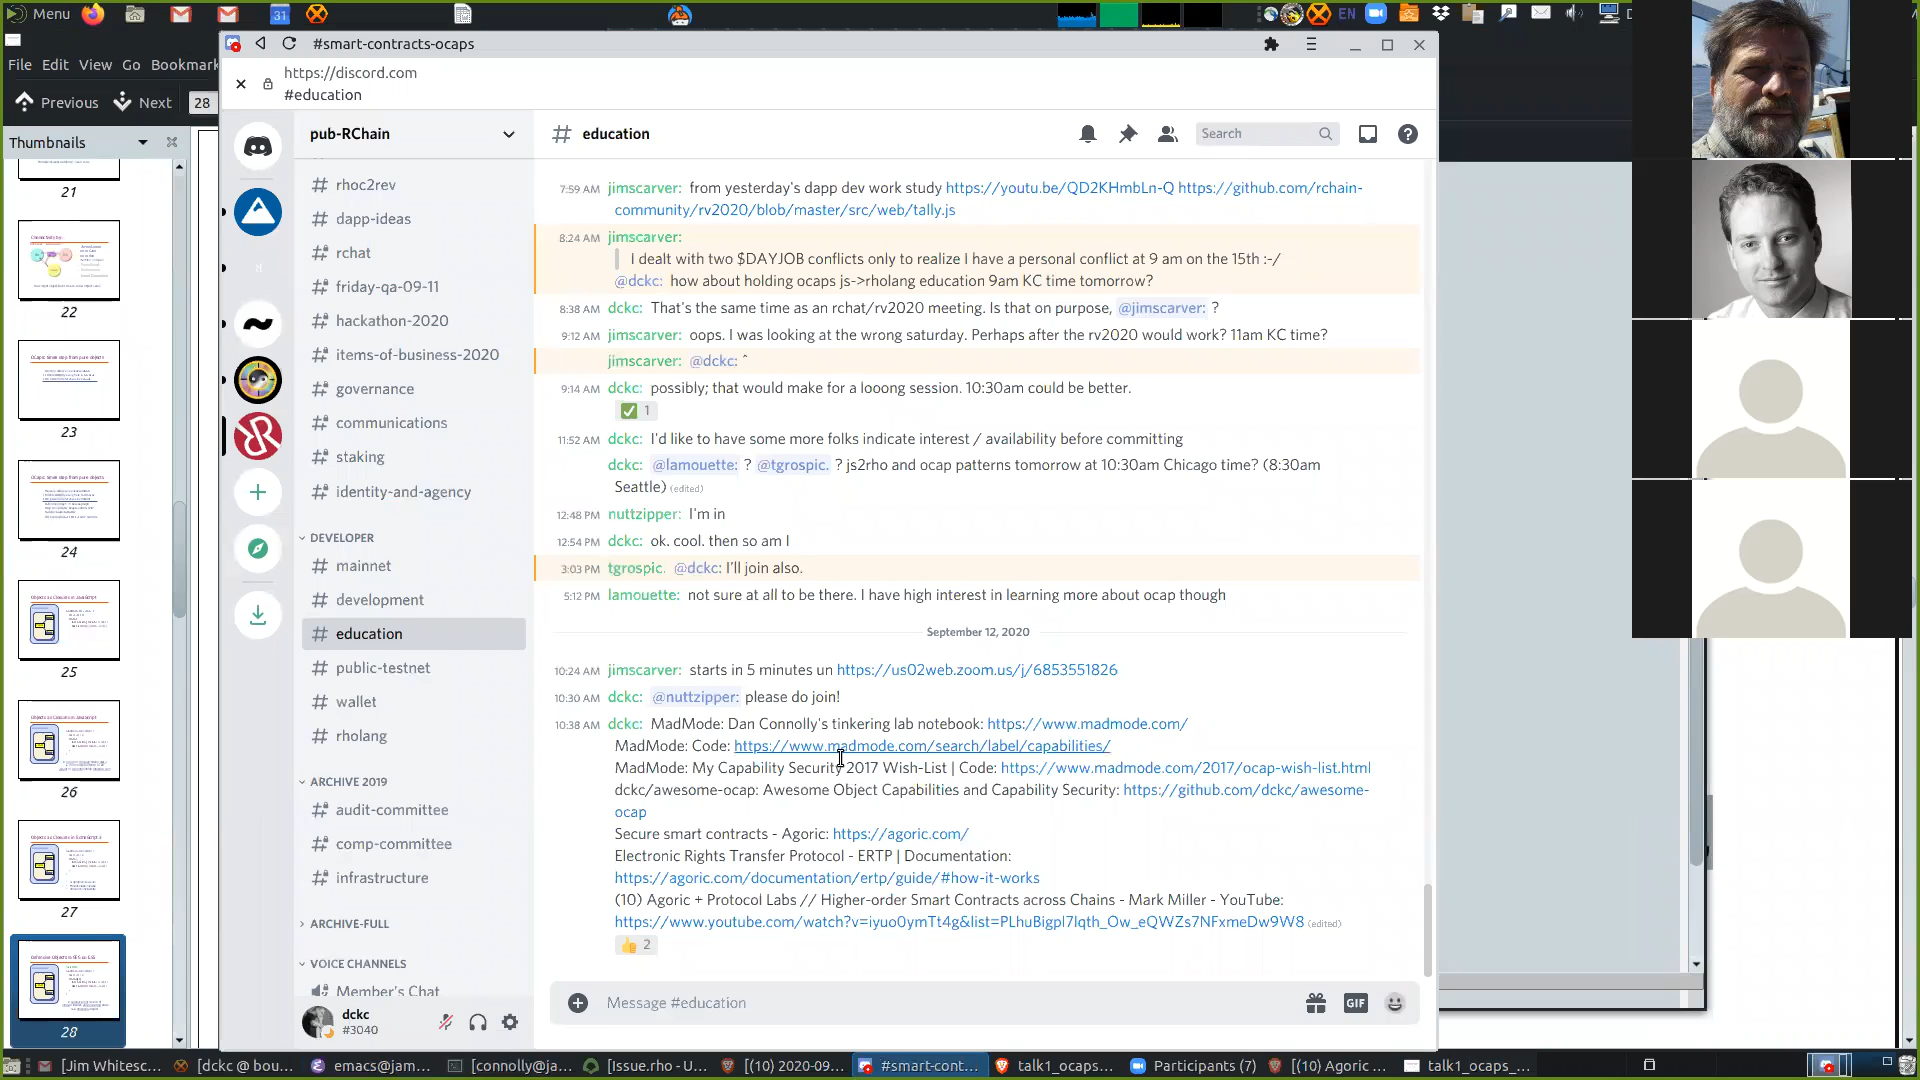 Menu
31
EN
#smart-contracts-ocaps
File Edit View Go Bookmark
https://discord.com
#education
Previous Next 28
Thumbnails
21
22
23
24
25
26
27
28
pub-RChain
rhoc2rev
dapp-ideas
rchat
friday-qa-09-11
hackathon-2020
items-of-business-2020
governance
communications
staking
identity-and-agency
DEVELOPER
mainnet
development
education
public-testnet
wallet
rholang
ARCHIVE 2019
audit-committee
comp-committee
infrastructure
ARCHIVE-FULL
VOICE CHANNELS
Member's Chat
dckc
#3040
# education
Search
7:59 AM jimscarver: from yesterday's dapp dev work study https://youtu.be/QD2KHmbLn-Q https://github.com/rchain-
community/rv2020/blob/master/src/web/tally.js
8:24 AM jimscarver:
I dealt with two $DAYJOB conflicts only to realize I have a personal conflict at 9 am on the 15th :-/
@dckc: how about holding ocaps js->rholang education 9am KC time tomorrow?
8:38 AM dckc: That's the same time as an rchat/rv2020 meeting. Is that on purpose, @jimscarver: ?
9:12 AM jimscarver: oops. I was looking at the wrong saturday. Perhaps after the rv2020 would work? 11am KC time?
jimscarver: @dckc: ^
9:14 AM dckc: possibly; that would make for a looong session. 10:30am could be better.
1
11:52 AM dckc: I'd like to have some more folks indicate interest / availability before committing
dckc: @lamouette: ? @tgrospic. ? js2rho and ocap patterns tomorrow at 10:30am Chicago time? (8:30am
Seattle) (edited)
12:48 PM nuttzipper: I'm in
12:54 PM dckc: ok. cool. then so am I
3:03 PM tgrospic. @dckc: I'll join also.
5:12 PM lamouette: not sure at all to be there. I have high interest in learning more about ocap though
September 12, 2020
10:24 AM jimscarver: starts in 5 minutes un https://us02web.zoom.us/j/6853551826
10:30 AM dckc: @nuttzipper: please do join!
10:38 AM dckc: MadMode: Dan Connolly's tinkering lab notebook: https://www.madmode.com/
MadMode: Code: https://www.madmode.com/search/label/capabilities/
MadMode: My Capability Security 2017 Wish-List | Code: https://www.madmode.com/2017/ocap-wish-list.html
dckc/awesome-ocap: Awesome Object Capabilities and Capability Security: https://github.com/dckc/awesome-
ocap
Secure smart contracts - Agoric: https://agoric.com/
Electronic Rights Transfer Protocol - ERTP | Documentation:
https://agoric.com/documentation/ertp/guide/#how-it-works
(10) Agoric + Protocol Labs // Higher-order Smart Contracts across Chains - Mark Miller - YouTube:
https://www.youtube.com/watch?v=iyuo0ymTt4g&list=PLhuBigpl7lqth_Ow_eQWZs7NFxmeDw9W8 (edited)
2
Message #education
GIF
[Jim Whitesc... [dckc @ bou... emacs@jam... [connolly@ja... [Issue.rho - U... [(10) 2020-09... #smart-cont... talk1_ocaps... Participants (7) [(10) Agoric ... talk1_ocaps_...